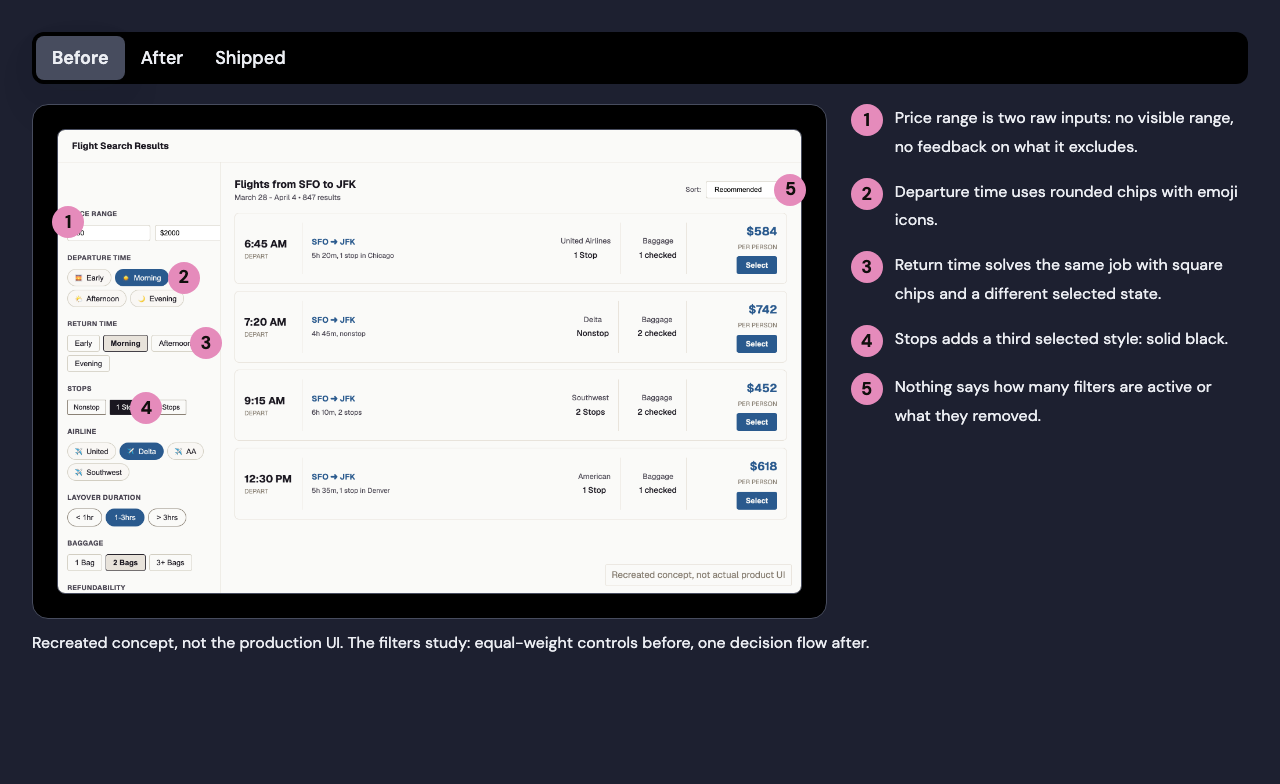 Before After Shipped
Flight Search Results
Flights from SFO to JFK
March 28 - April 4 • 847 results
Sort: Recommended
5
1
CE RANGE
$2000
DEPARTURE TIME
🌅 Early ☀️ Morning 2
🌤️ Afternoon 🌙 Evening
RETURN TIME
Early Morning Afternoon 3
Evening
STOPS
Nonstop 1 4 Stops
AIRLINE
✈️ United ✈️ Delta ✈️ AA
✈️ Southwest
LAYOVER DURATION
< 1hr 1-3hrs > 3hrs
BAGGAGE
1 Bag 2 Bags 3+ Bags
REFUNDABILITY
6:45 AM
DEPART
SFO ➔ JFK
5h 20m, 1 stop in Chicago
United Airlines
1 Stop
Baggage
1 checked
$584
PER PERSON
Select
7:20 AM
DEPART
SFO ➔ JFK
4h 45m, nonstop
Delta
Nonstop
Baggage
2 checked
$742
PER PERSON
Select
9:15 AM
DEPART
SFO ➔ JFK
6h 10m, 2 stops
Southwest
2 Stops
Baggage
2 checked
$452
PER PERSON
Select
12:30 PM
DEPART
SFO ➔ JFK
5h 35m, 1 stop in Denver
American
1 Stop
Baggage
1 checked
$618
PER PERSON
Select
Recreated concept, not actual product UI
1 Price range is two raw inputs: no visible range,
no feedback on what it excludes.
2 Departure time uses rounded chips with emoji
icons.
3 Return time solves the same job with square
chips and a different selected state.
4 Stops adds a third selected style: solid black.
5 Nothing says how many filters are active or
what they removed.
Recreated concept, not the production UI. The filters study: equal-weight controls before, one decision flow after.